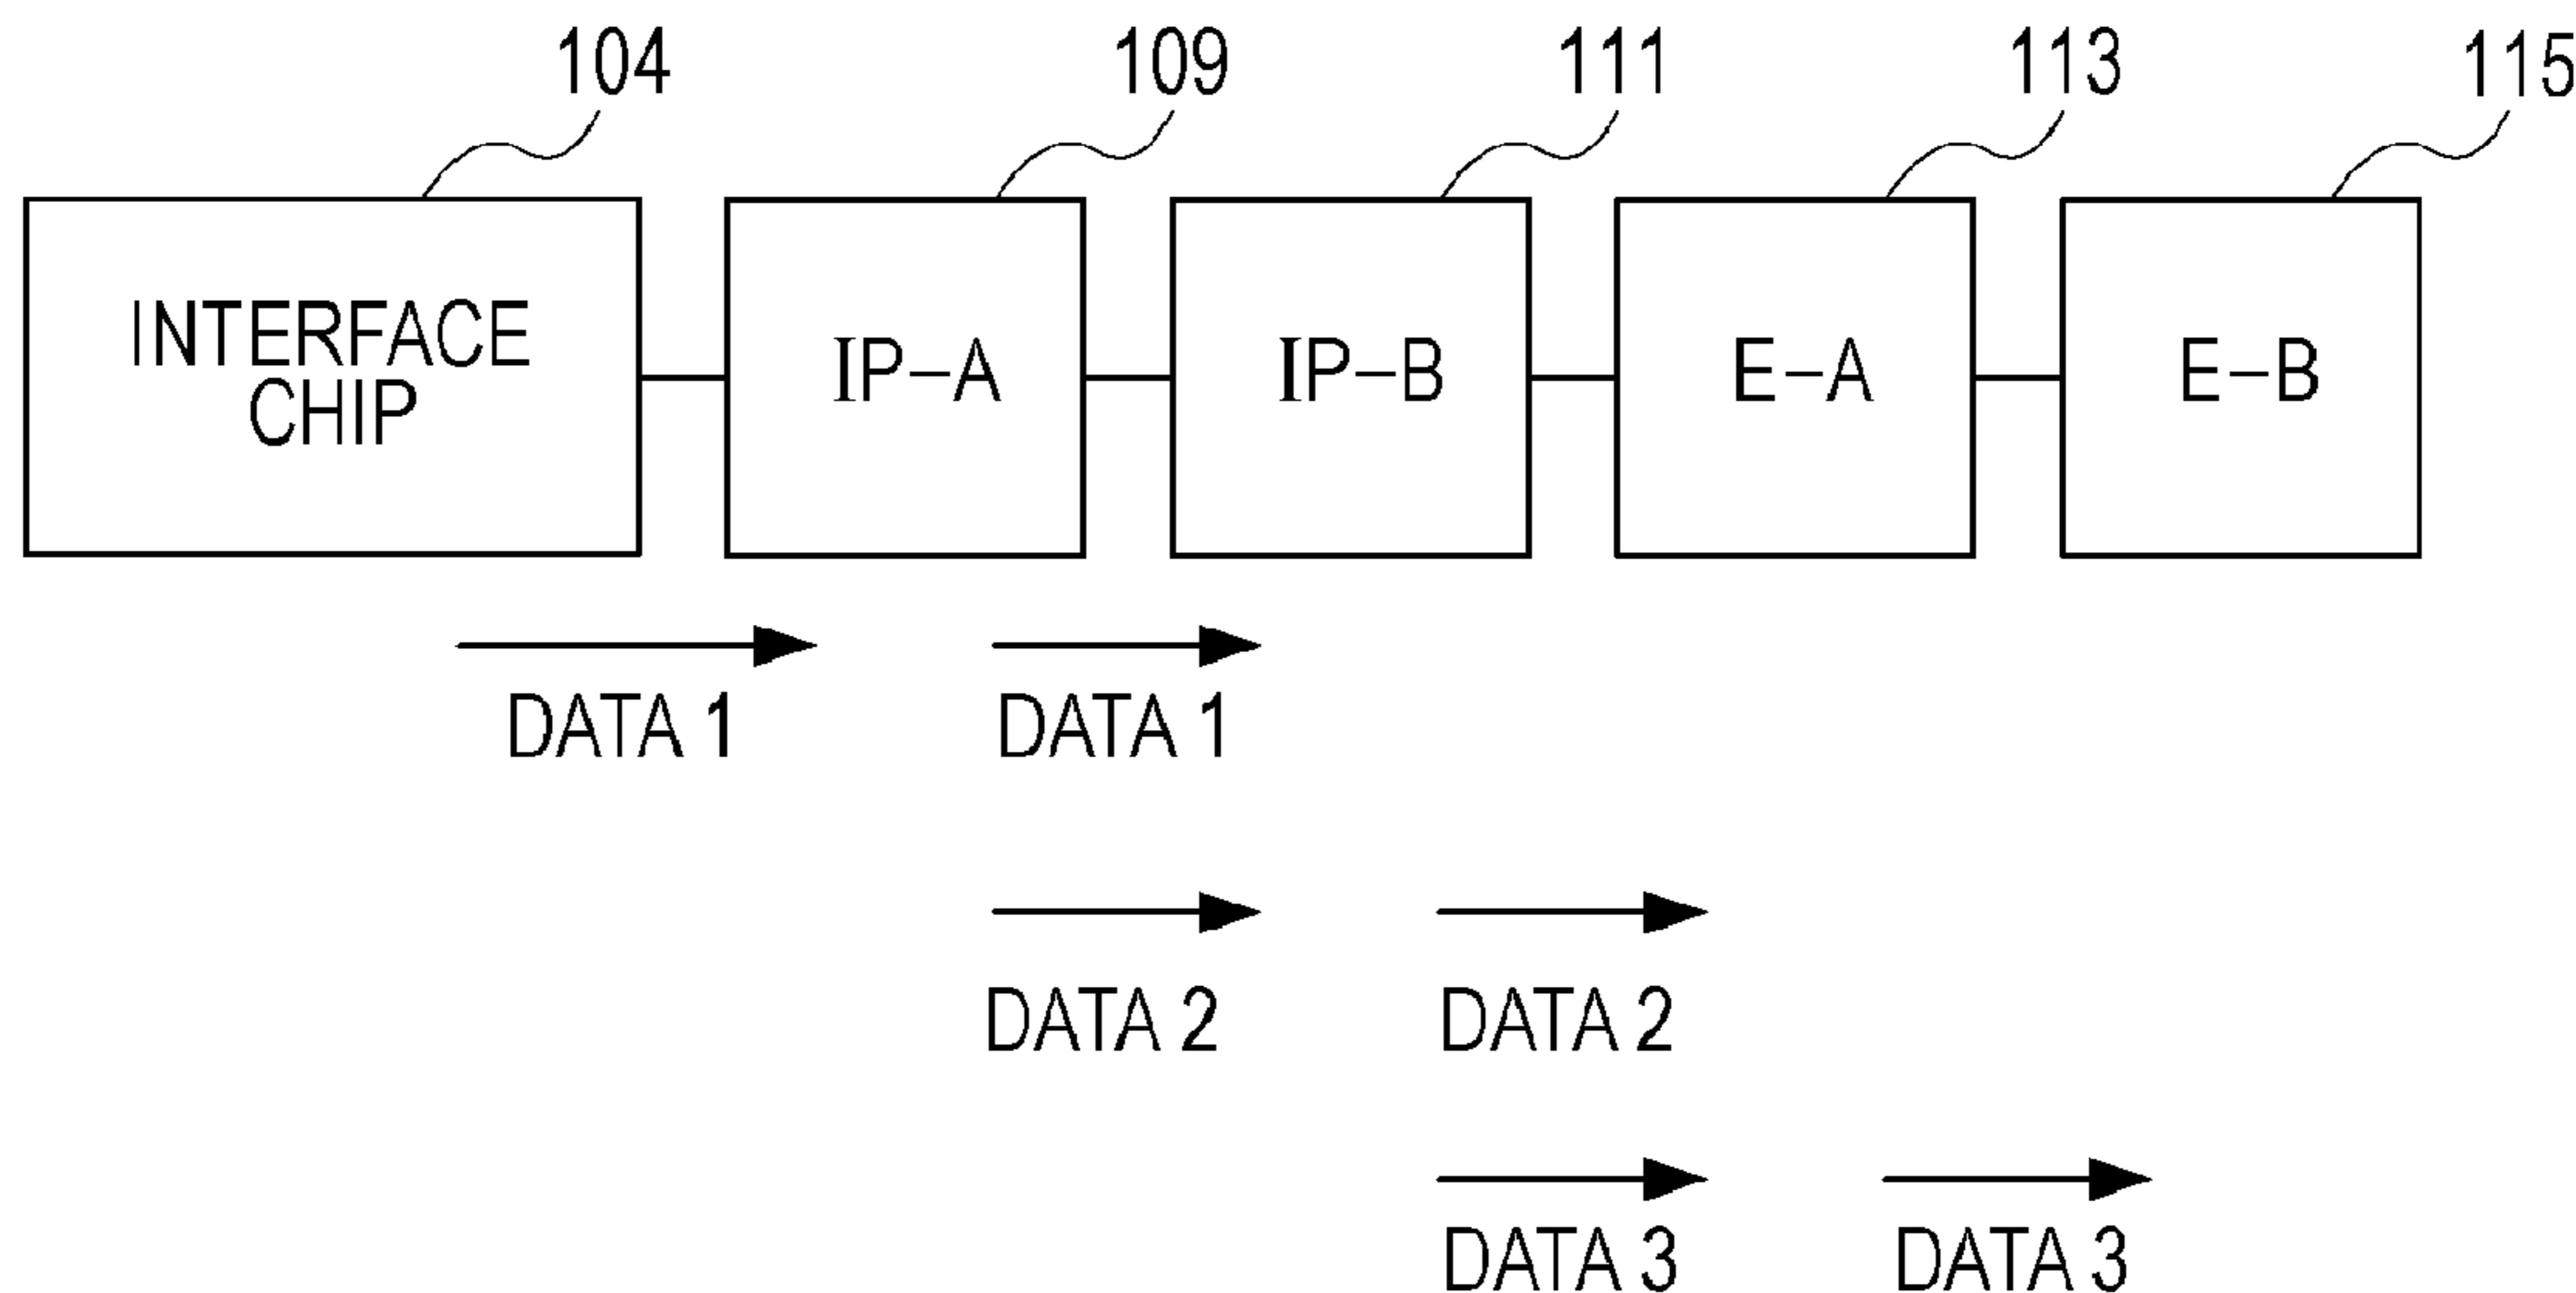 104 109 111 113 115
INTERFACE
CHIP
IP-A
IP-B
E-A
E-B
DATA 1 DATA 1
DATA 2 DATA 2
DATA 3 DATA 3